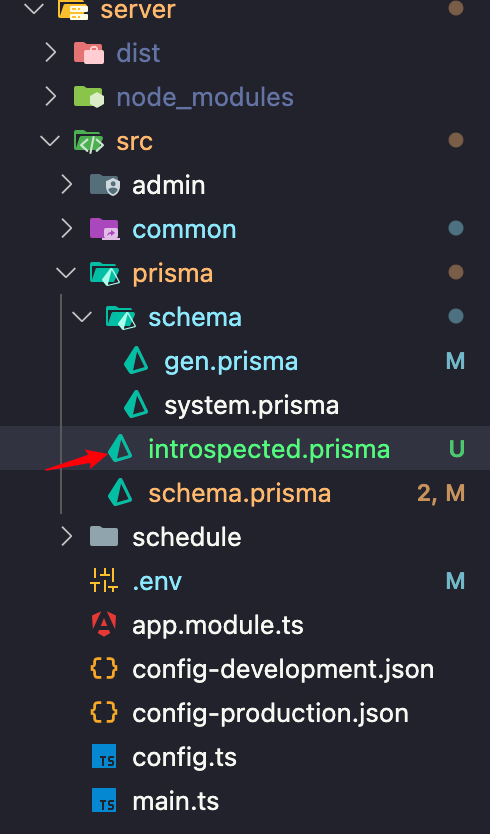 server
dist
node_modules
src
admin
common
prisma
schema
gen.prisma M
system.prisma
introspected.prisma U
schema.prisma 2, M
schedule
.env M
app.module.ts
config-development.json
config-production.json
TS config.ts
TS main.ts